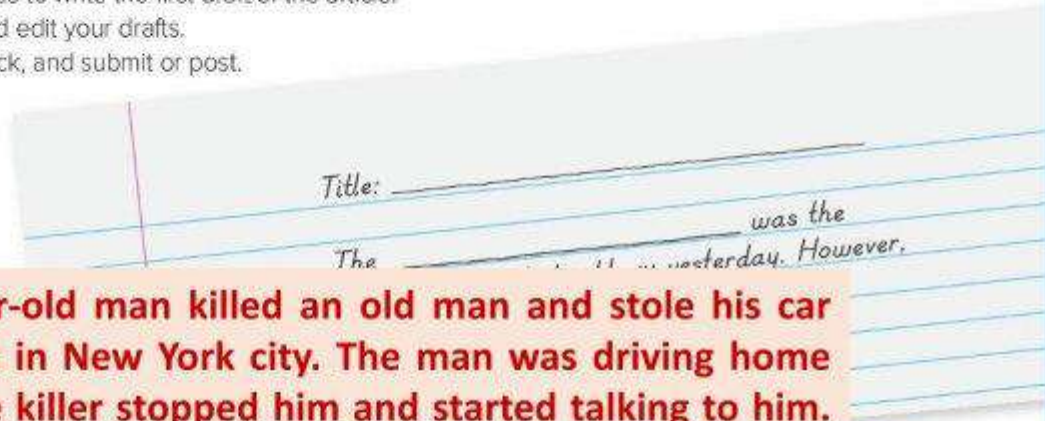 edit your drafts.
and submit or post.
Title:
was the
The
yesterday. However,
man killed an old man and stole his car
in New York city. The man was driving home
killer stopped him and started talking to him.